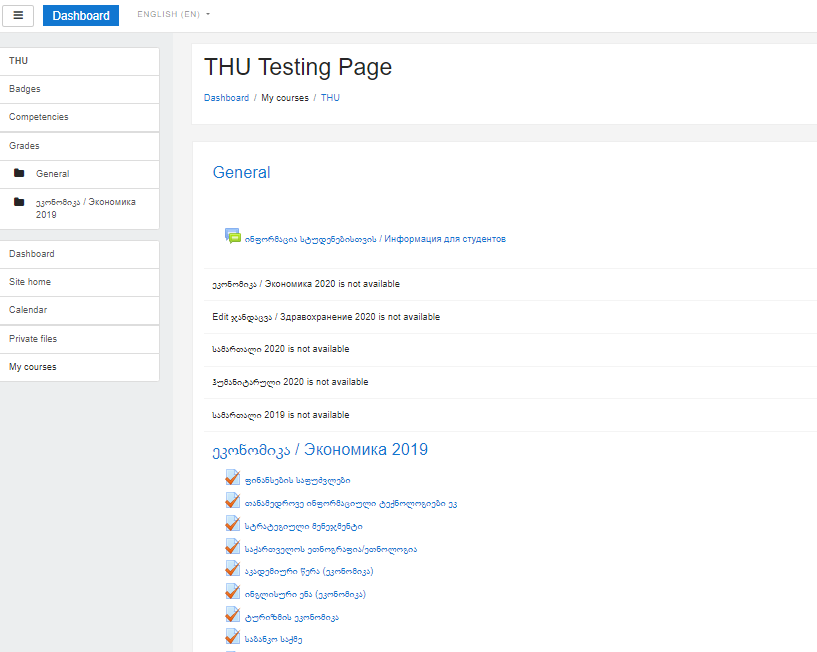 Dashboard
ENGLISH (EN)
THU
Badges
Competencies
Grades
General
ეკონომიკა / Экономика
2019
Dashboard
Site home
Calendar
Private files
My courses
THU Testing Page
Dashboard / My courses / THU
General
ინფორმაცია სტუდენებისთვის / Информация для студентов
ეკონომიკა / Экономика 2020 is not available
Edit ჯანდაცვა / Здравохранение 2020 is not available
სამართალი 2020 is not available
ჰუმანიტარული 2020 is not available
სამართალი 2019 is not available
ეკონომიკა / Экономика 2019
ფინანსების საფუძვლები
თანამედროვე ინფორმაციული ტექნოლოგიები ეკ
სტრატეგიული მენეჯმენტი
საქართველოს ეთნოგრაფია/ეთნოლოგია
აკადემიური წერა (ეკონომიკა)
ინგლისური ენა (ეკონომიკა)
ტურიზმის ეკონომიკა
საბანკო საქმე